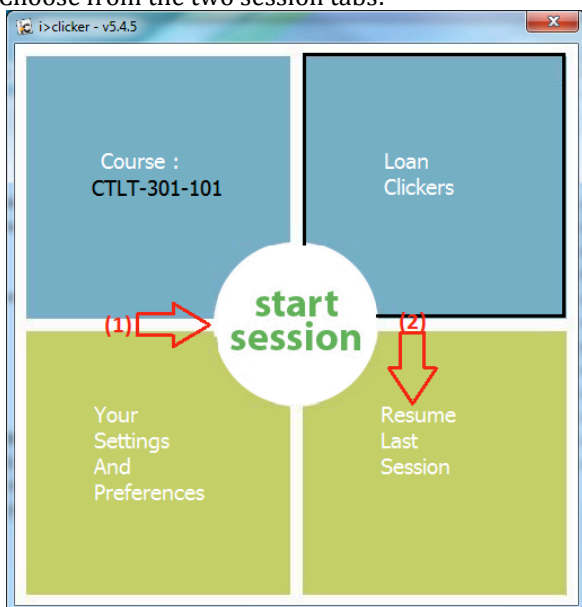 Choose from the two session tabs:
i>clicker - v5.4.5
Course :
CTLT-301-101
Loan
Clickers
(1)
start
session
(2)
Your
Settings
And
Preferences
Resume
Last
Session